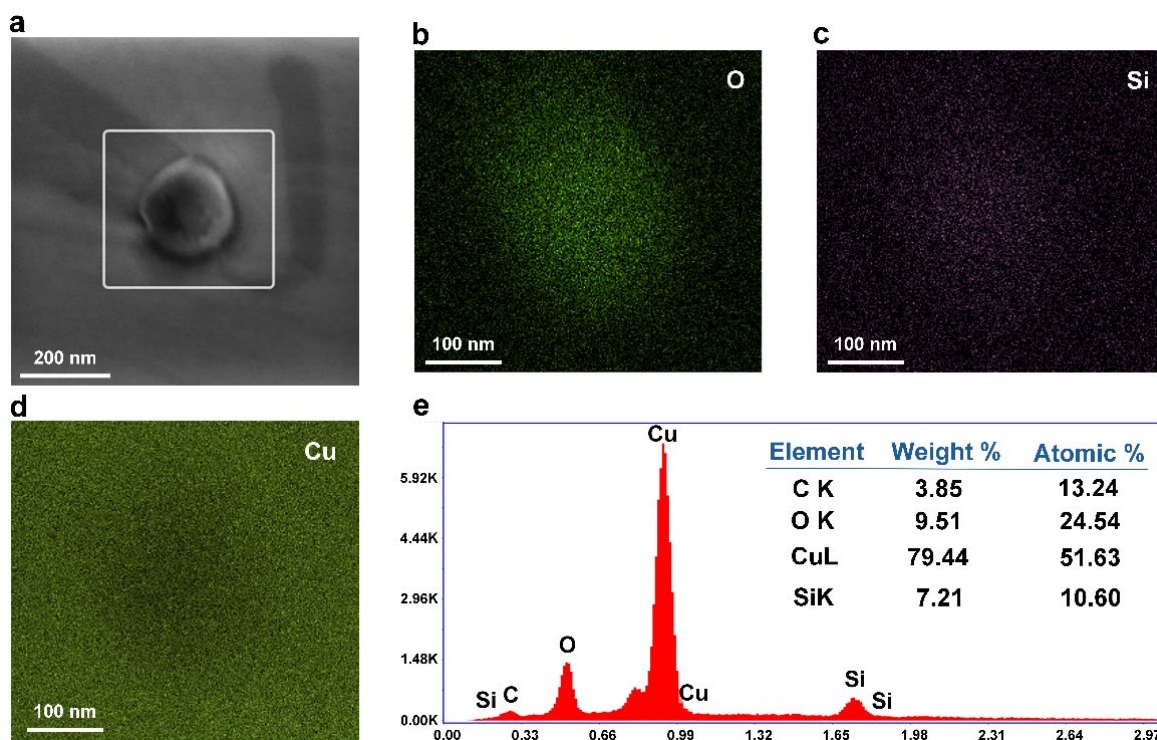 a
200 nm
b
O
100 nm
c
Si
100 nm
d
Cu
100 nm
e
Element Weight % Atomic %
C K 3.85 13.24
O K 9.51 24.54
CuL 79.44 51.63
SiK 7.21 10.60
5.92K
4.44K
2.96K
1.48K
0.00K
Si C O Cu Cu Si Si
0.00 0.33 0.66 0.99 1.32 1.65 1.98 2.31 2.64 2.97